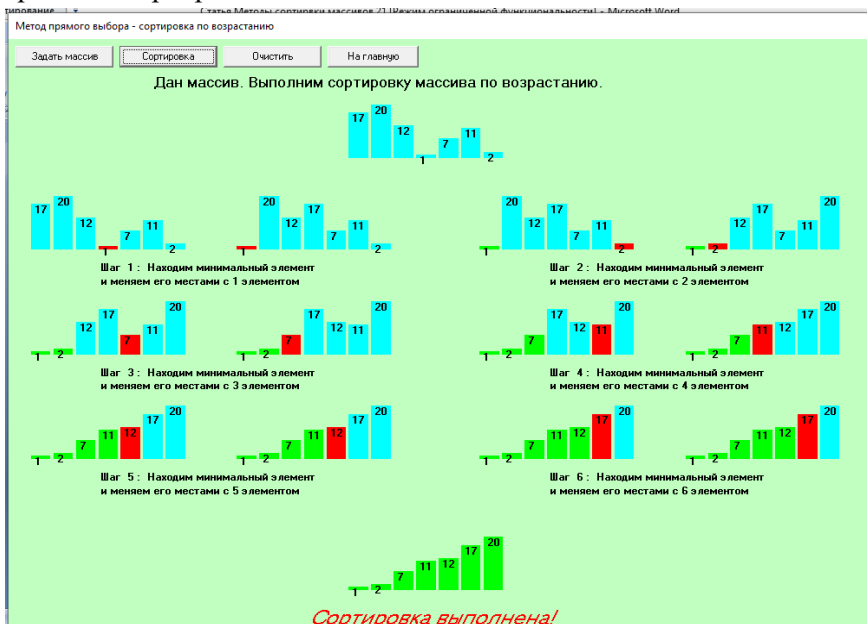 Статья Методы сортировки массивов 21 [Режим ограниченной функциональности] - Microsoft Word
Метод прямого выбора - сортировка по возрастанию
Задать массив Сортировка Очистить На главную
Дан массив. Выполним сортировку массива по возрастанию.
17 20 12 1 7 11 2
17 20 12 1 7 11 2
1 20 12 17 7 11 2
Шаг 1 : Находим минимальный элемент
и меняем его местами с 1 элементом
1 20 12 17 7 11 2
1 2 12 17 7 11 20
Шаг 2 : Находим минимальный элемент
и меняем его местами с 2 элементом
1 2 12 17 7 11 20
1 2 7 17 12 11 20
Шаг 3 : Находим минимальный элемент
и меняем его местами с 3 элементом
1 2 7 17 12 11 20
1 2 7 11 12 17 20
Шаг 4 : Находим минимальный элемент
и меняем его местами с 4 элементом
1 2 7 11 12 17 20
1 2 7 11 12 17 20
Шаг 5 : Находим минимальный элемент
и меняем его местами с 5 элементом
1 2 7 11 12 17 20
1 2 7 11 12 17 20
Шаг 6 : Находим минимальный элемент
и меняем его местами с 6 элементом
1 2 7 11 12 17 20
Сортировка выполнена!